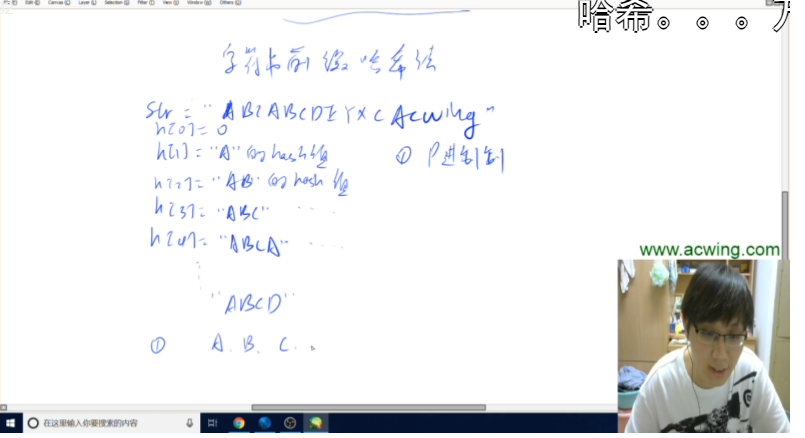 Edit Canvas Layer Selection Filter View Window Others
哈希。。。
字符串前缀哈希法
Str = "ABCABCDEYXCAcwing"
h[0] = 0
h[1] = "A" 的hash值
① P进制
h[2] = "AB" 的hash值
h[3] = "ABC" ....
h[4] = "ABCA" ....
www.acwing.com
"ABCD"
① A. B. C.
在这里输入你要搜索的内容